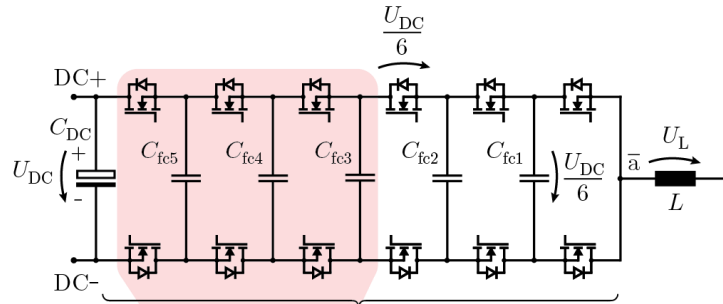 U_DC
6
DC+
C_DC
+
U_DC
-
C_fc5
C_fc4
C_fc3
C_fc2
C_fc1
U_DC
6
a̅
U_L
L
DC-